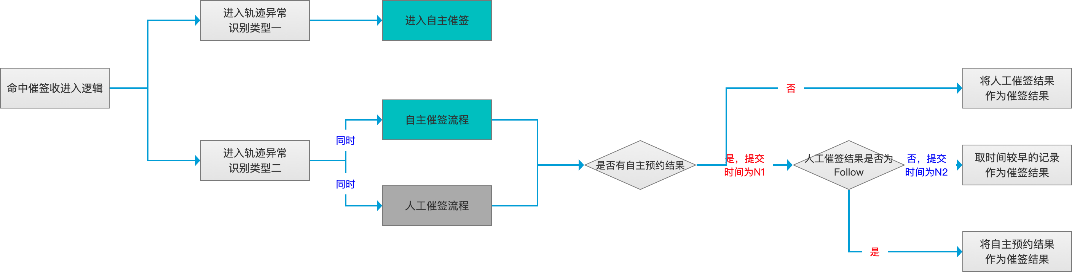 命中催签收进入逻辑
进入轨迹异常
识别类型一
进入自主催签
进入轨迹异常
识别类型二
同时
同时
自主催签流程
人工催签流程
是否有自主预约结果
否
是，提交
时间为N1
人工催签结果是否为
Follow
否，提交
时间为N2
是
将人工催签结果
作为催签结果
取时间较早的记录
作为催签结果
将自主预约结果
作为催签结果